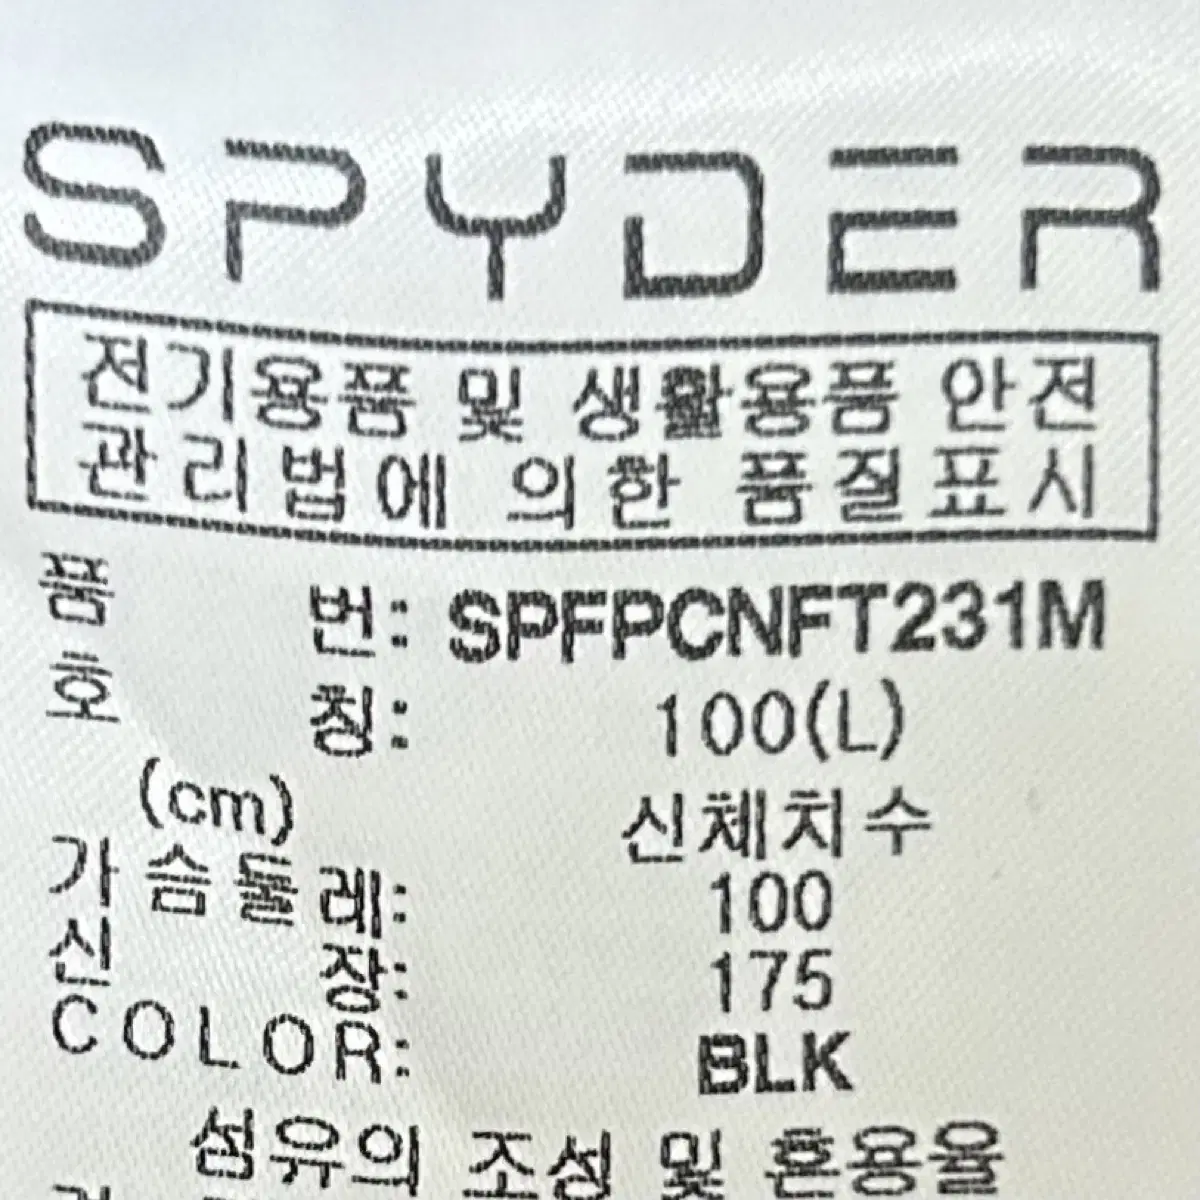 SPYDER
전기용품 및 생활용품 안전
관리법에 의한 품질표시
품 번: SPFPCNFT231M
호 칭: 100(L)
(cm) 신체치수
가슴둘레: 100
신 장: 175
COLOR: BLK
섬유의 조성 및 혼용율